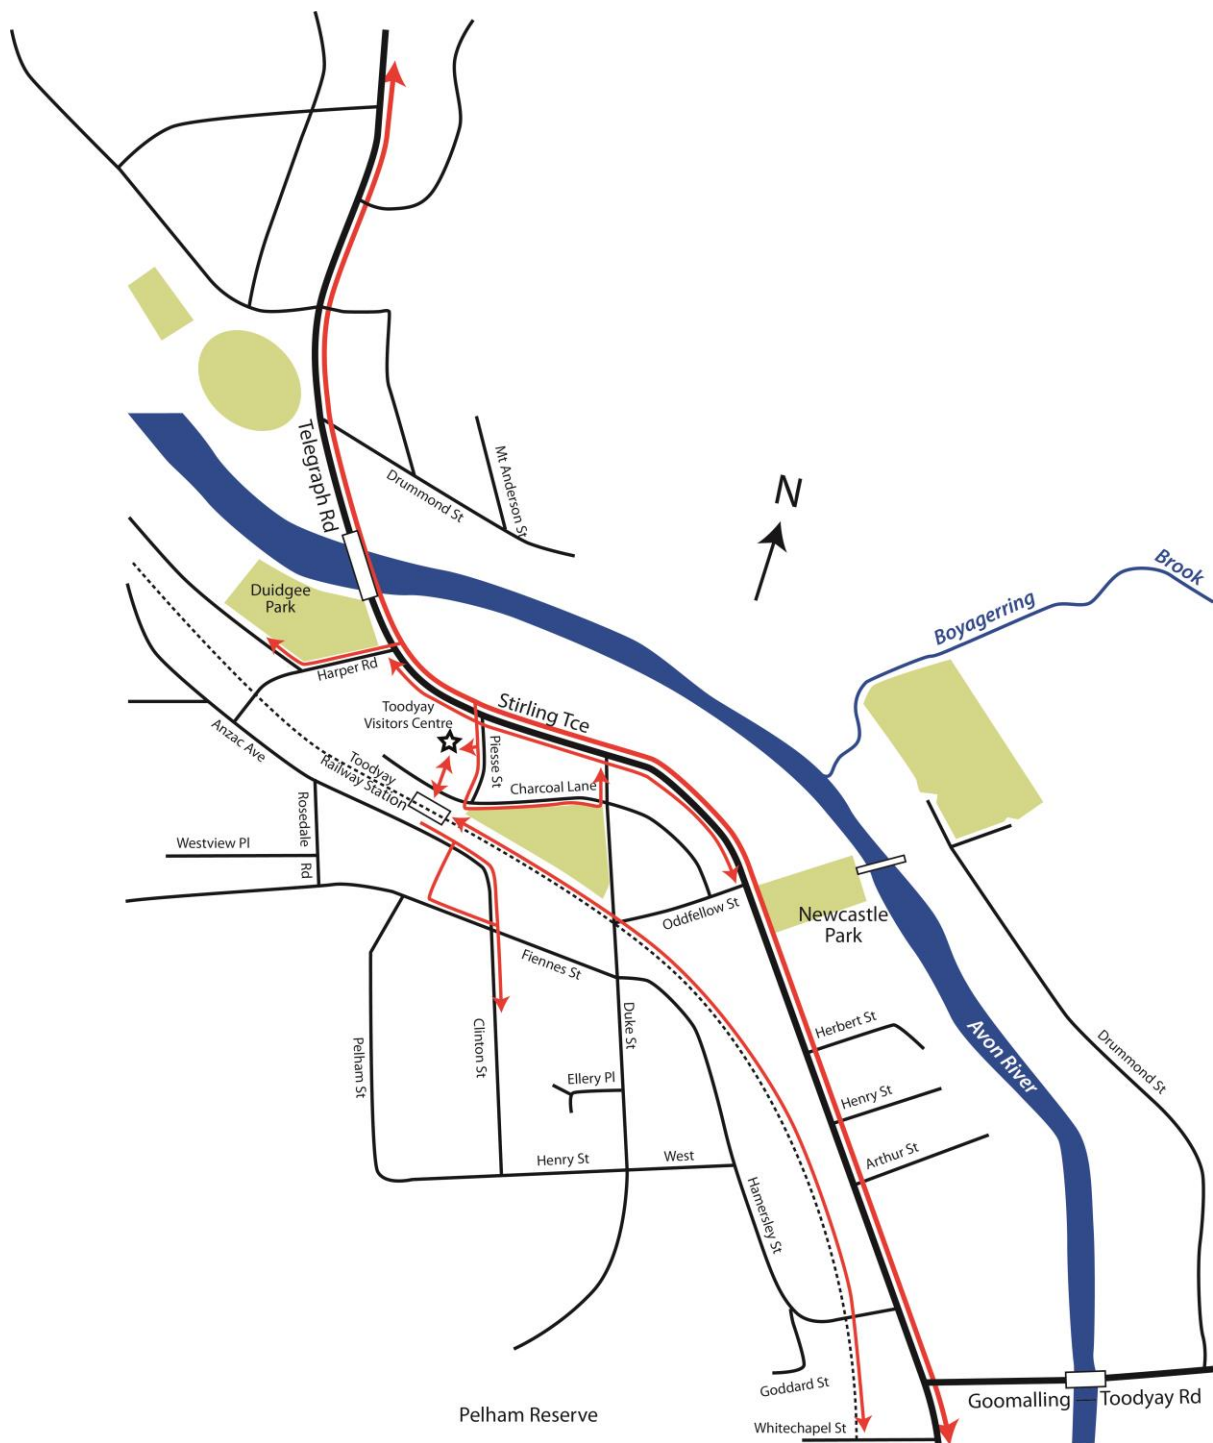 Telegraph Rd
Drummond St
Mt Anderson St
N
Brook
Boyagerring
Duidgee
Park
Harper Rd
Toodyay
Visitors Centre
Stirling Tce
Anzac Ave
Toodyay
Railway Station
Piesse St
Charcoal Lane
Rosedale
Rd
Westview Pl
Oddfellow St
Newcastle
Park
Fiennes St
Duke St
Clinton St
Pelham St
Ellery Pl
Herbert St
Avon River
Drummond St
Henry St
Arthur St
Henry St
West
Hamersley St
Goddard St
Goomalling — Toodyay Rd
Pelham Reserve
Whitechapel St